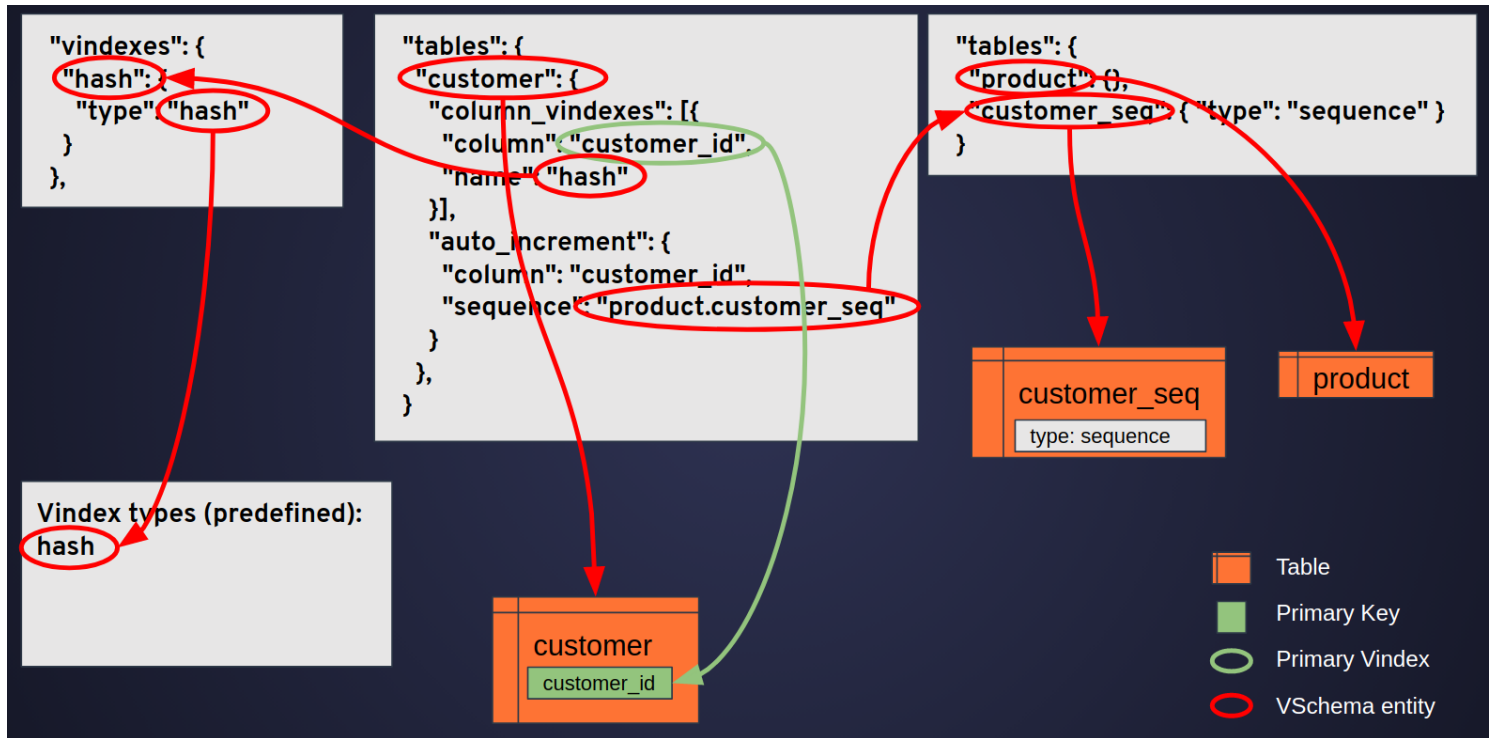 "vindexes": {
"hash": {
"type": "hash"
}
},
"tables": {
"customer": {
"column_vindexes": [{
"column": "customer_id",
"name": "hash"
}],
"auto_increment": {
"column": "customer_id",
"sequence": "product.customer_seq"
}
},
}
"tables": {
"product": {},
"customer_seq": { "type": "sequence" }
}
customer_seq
type: sequence
product
Vindex types (predefined):
hash
customer
customer_id
Table
Primary Key
Primary Vindex
VSchema entity